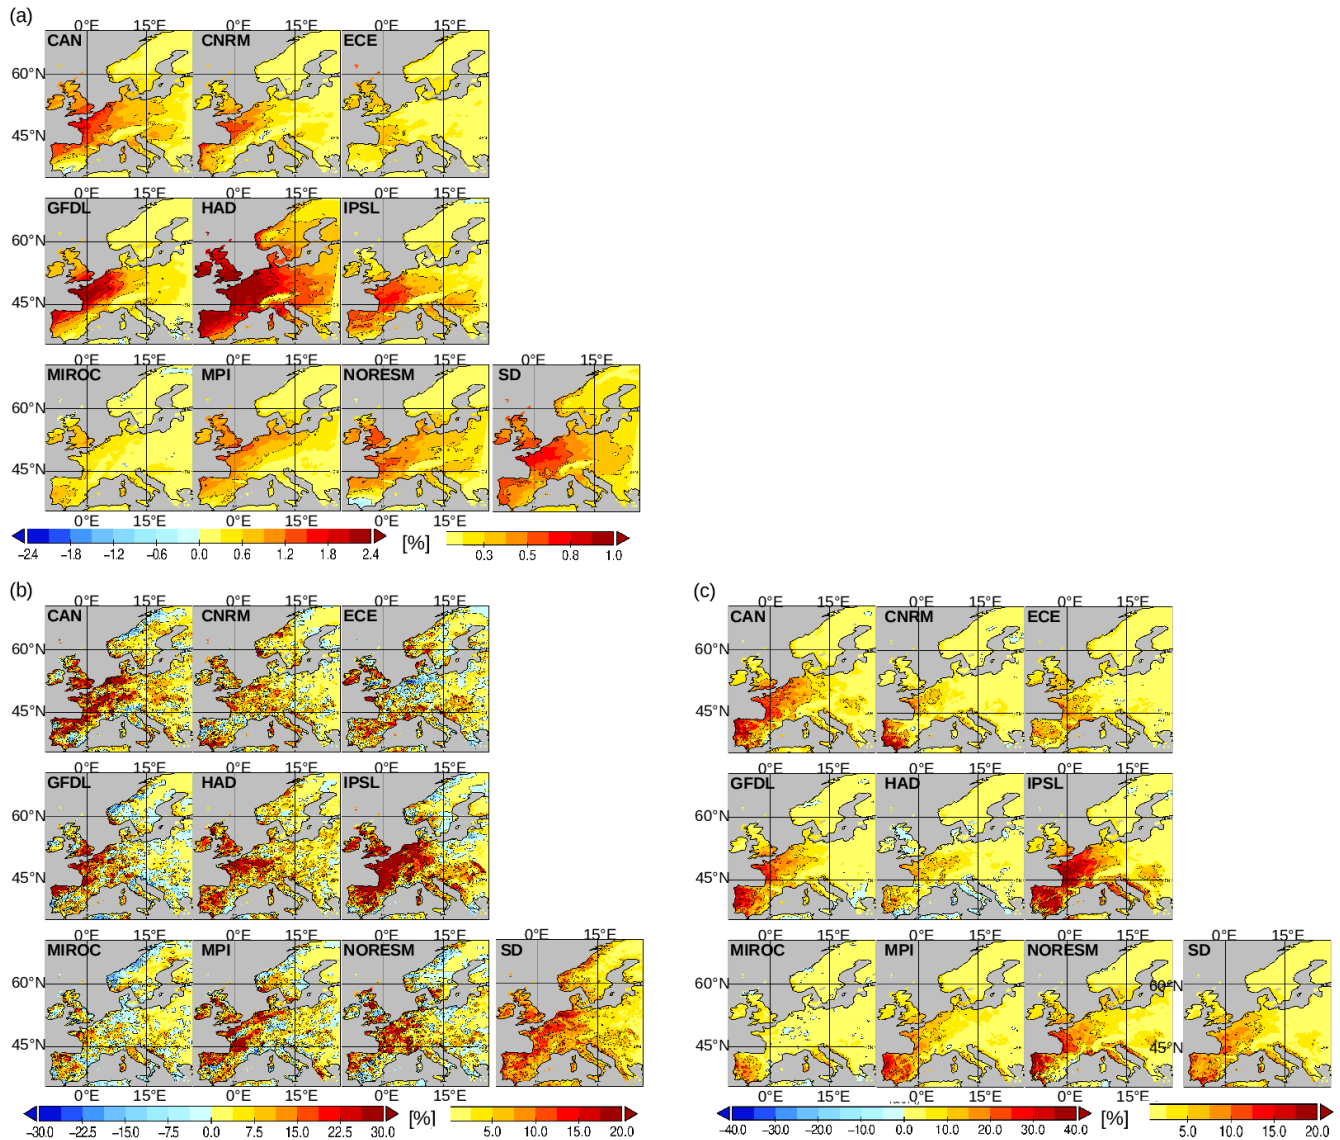 (a)
0°E 15°E 0°E 15°E 0°E 15°E
CAN CNRM ECE
60°N
45°N
0°E 15°E 0°E 15°E 0°E 15°E
GFDL HAD IPSL
60°N
45°N
0°E 15°E 0°E 15°E 0°E 15°E 0°E 15°E
MIROC MPI NORESM SD
60°N
45°N
0°E 15°E 0°E 15°E 0°E 15°E
−2.4 −1.8 −1.2 −0.6 0.0 0.6 1.2 1.8 2.4 [%] 0.3 0.5 0.8 1.0
(b)
0°E 15°E 0°E 15°E 0°E 15°E
CAN CNRM ECE
60°N
45°N
0°E 15°E 0°E 15°E 0°E 15°E
GFDL HAD IPSL
60°N
45°N
0°E 15°E 0°E 15°E 0°E 15°E 0°E 15°E
MIROC MPI NORESM SD
60°N
45°N
0°E 15°E 0°E 15°E 0°E 15°E
−30.0 −22.5 −15.0 −7.5 0.0 7.5 15.0 22.5 30.0 [%] 5.0 10.0 15.0 20.0
(c)
0°E 15°E 0°E 15°E 0°E 15°E
CAN CNRM ECE
60°N
45°N
0°E 15°E 0°E 15°E 0°E 15°E
GFDL HAD IPSL
60°N
45°N
0°E 15°E 0°E 15°E 0°E 15°E 0°E 15°E
MIROC MPI NORESM SD
60°N 60°N
45°N 45°N
0°E 15°E 0°E 15°E 0°E 15°E
−40.0 −30.0 −20.0 −10.0 0.0 10.0 20.0 30.0 40.0 [%] 5.0 10.0 15.0 20.0